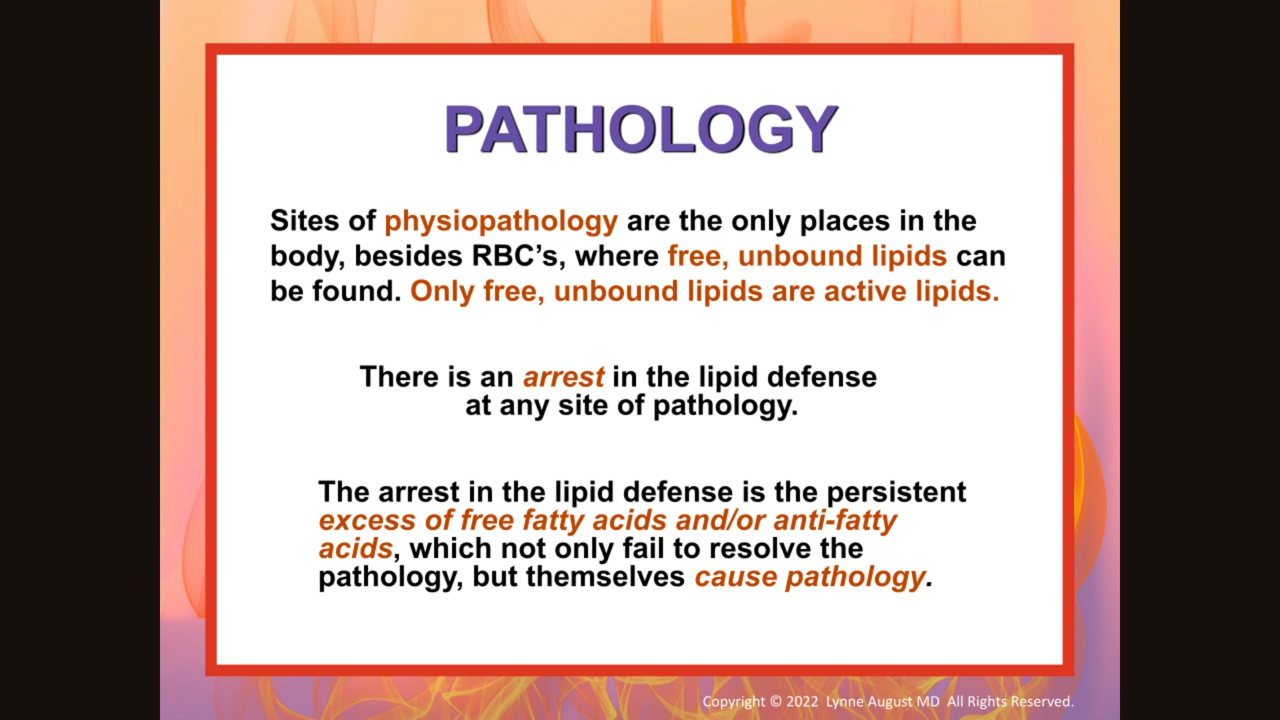 PATHOLOGY
Sites of physiopathology are the only places in the
body, besides RBC’s, where free, unbound lipids can
be found. Only free, unbound lipids are active lipids.
There is an arrest in the lipid defense
at any site of pathology.
The arrest in the lipid defense is the persistent
excess of free fatty acids and/or anti-fatty
acids, which not only fail to resolve the
pathology, but themselves cause pathology.
Copyright © 2022 Lynne August MD All Rights Reserved.